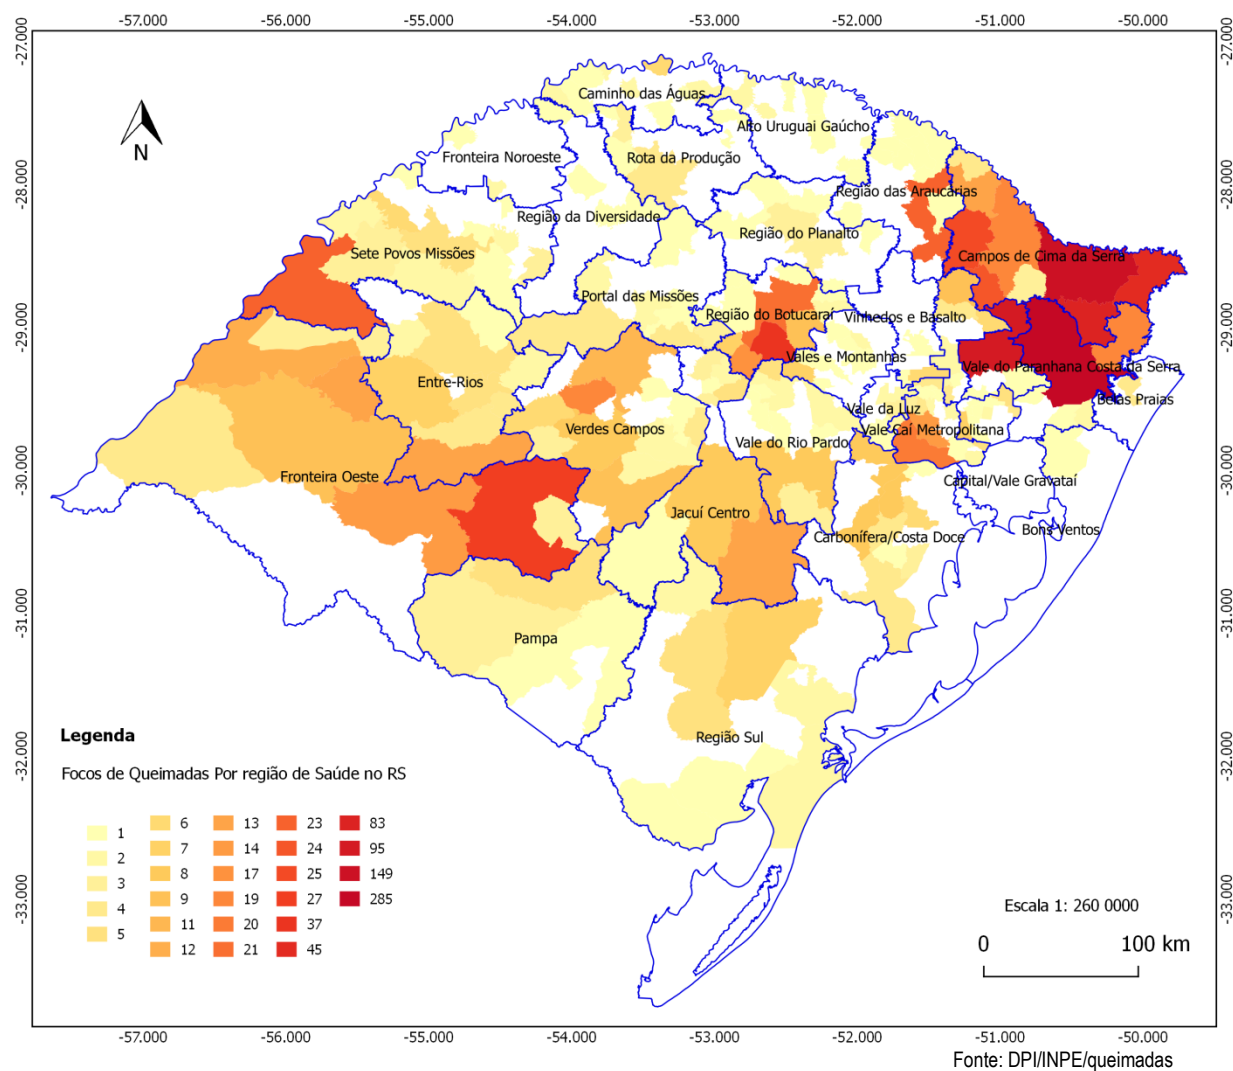 -57.000 -56.000 -55.000 -54.000 -53.000 -52.000 -51.000 -50.000
-27.000 -27.000
-28.000 -28.000
-29.000 -29.000
-30.000 -30.000
-31.000 -31.000
-32.000 -32.000
-33.000 -33.000
N
Caminho das Águas
Alto Uruguai Gaúcho
Fronteira Noroeste
Rota da Produção
Região das Araucárias
Região da Diversidade
Região do Planalto
Sete Povos Missões
Campos de Cima da Serra
Portal das Missões
Região do Botucaraí
Vinhedos e Basalto
Vales e Montanhas
Vale do Paranhana Costa da Serra
Entre-Rios
Belas Praias
Vale da Luz
Verdes Campos
Vale Caí Metropolitana
Vale do Rio Pardo
Fronteira Oeste
Capital/Vale Gravataí
Jacuí Centro
Bons Ventos
Carbonífera/Costa Doce
Pampa
Região Sul
Legenda
Focos de Queimadas Por região de Saúde no RS
1
2
3
4
5
6
7
8
9
11
12
13
14
17
19
20
21
23
24
25
27
37
45
83
95
149
285
Escala 1: 260 0000
0 100 km
-57.000 -56.000 -55.000 -54.000 -53.000 -52.000 -51.000 -50.000
Fonte: DPI/INPE/queimadas